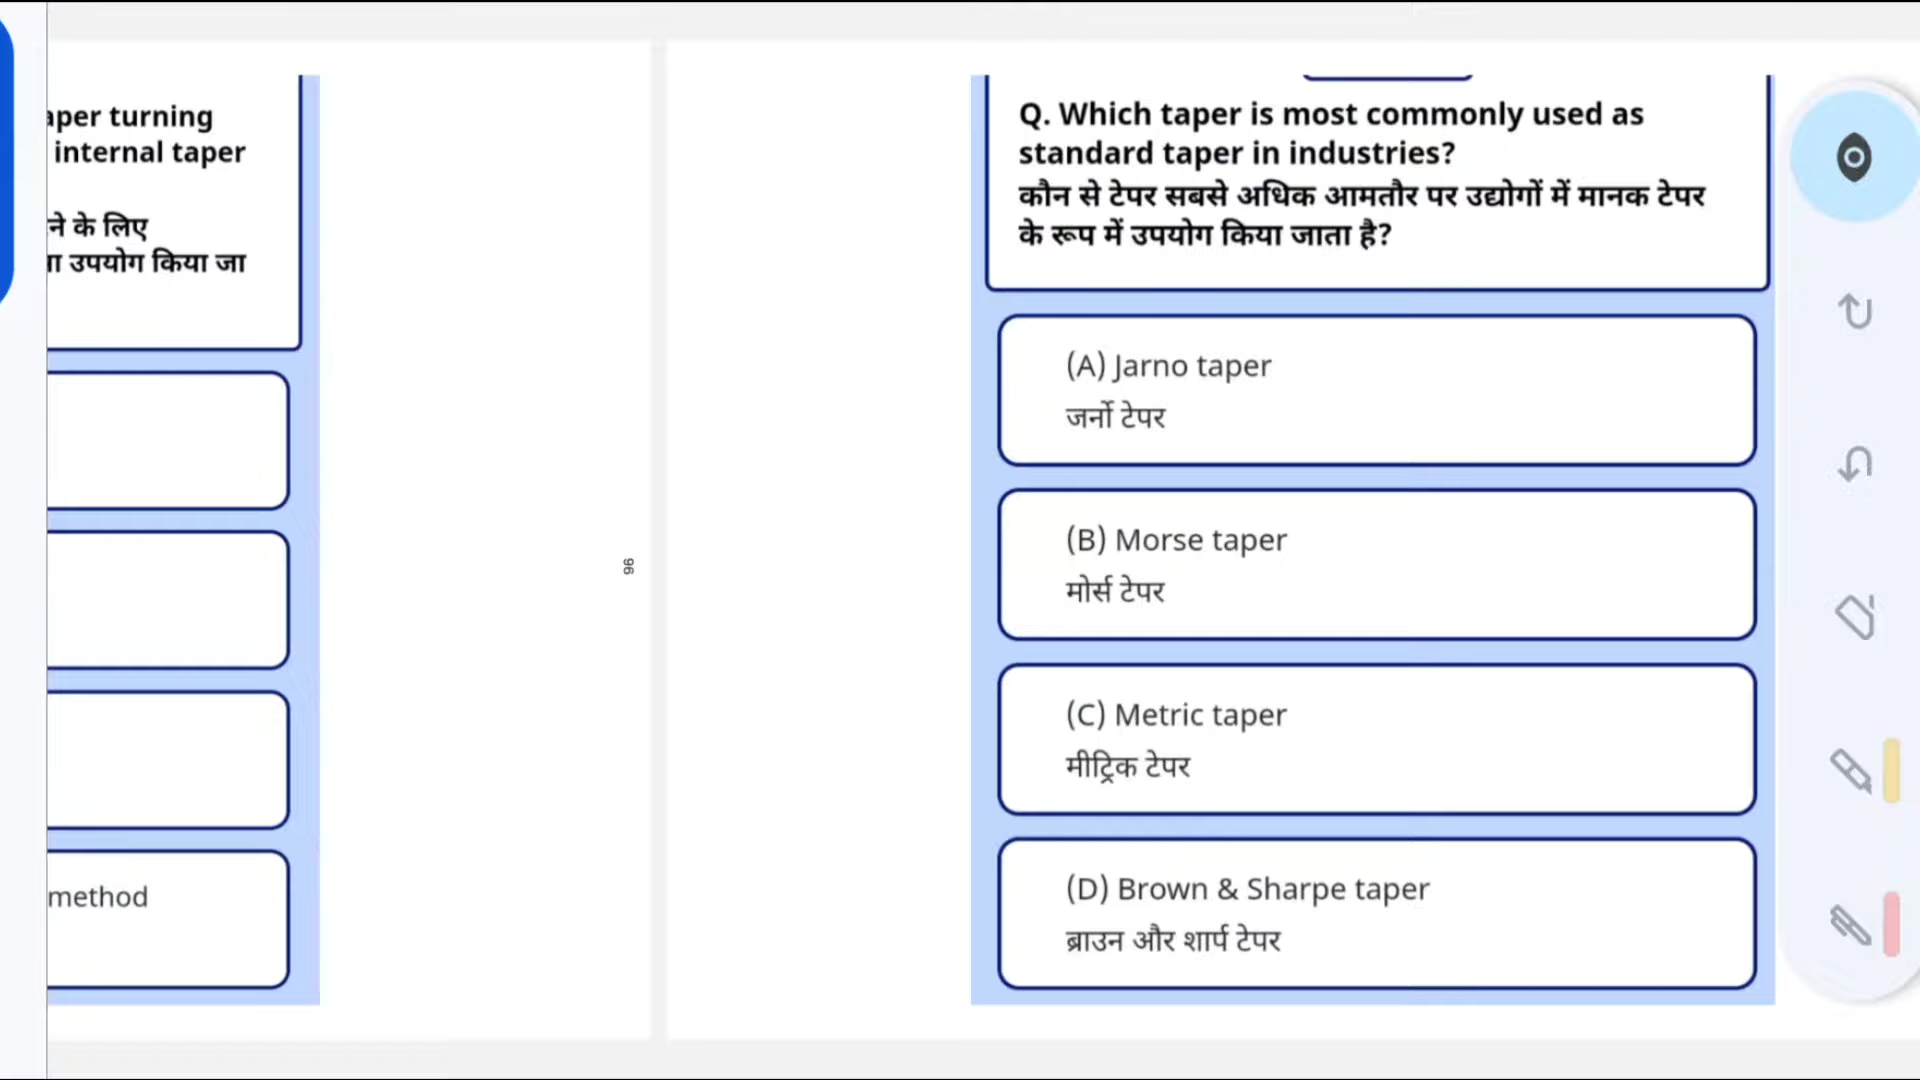 aper turning
internal taper
ने के लिए
ा उपयोग किया जा
method
96
Q. Which taper is most commonly used as
standard taper in industries?
कौन से टेपर सबसे अधिक आमतौर पर उद्योगों में मानक टेपर
के रूप में उपयोग किया जाता है?
(A) Jarno taper
जर्नो टेपर
(B) Morse taper
मोर्स टेपर
(C) Metric taper
मीट्रिक टेपर
(D) Brown & Sharpe taper
ब्राउन और शार्प टेपर